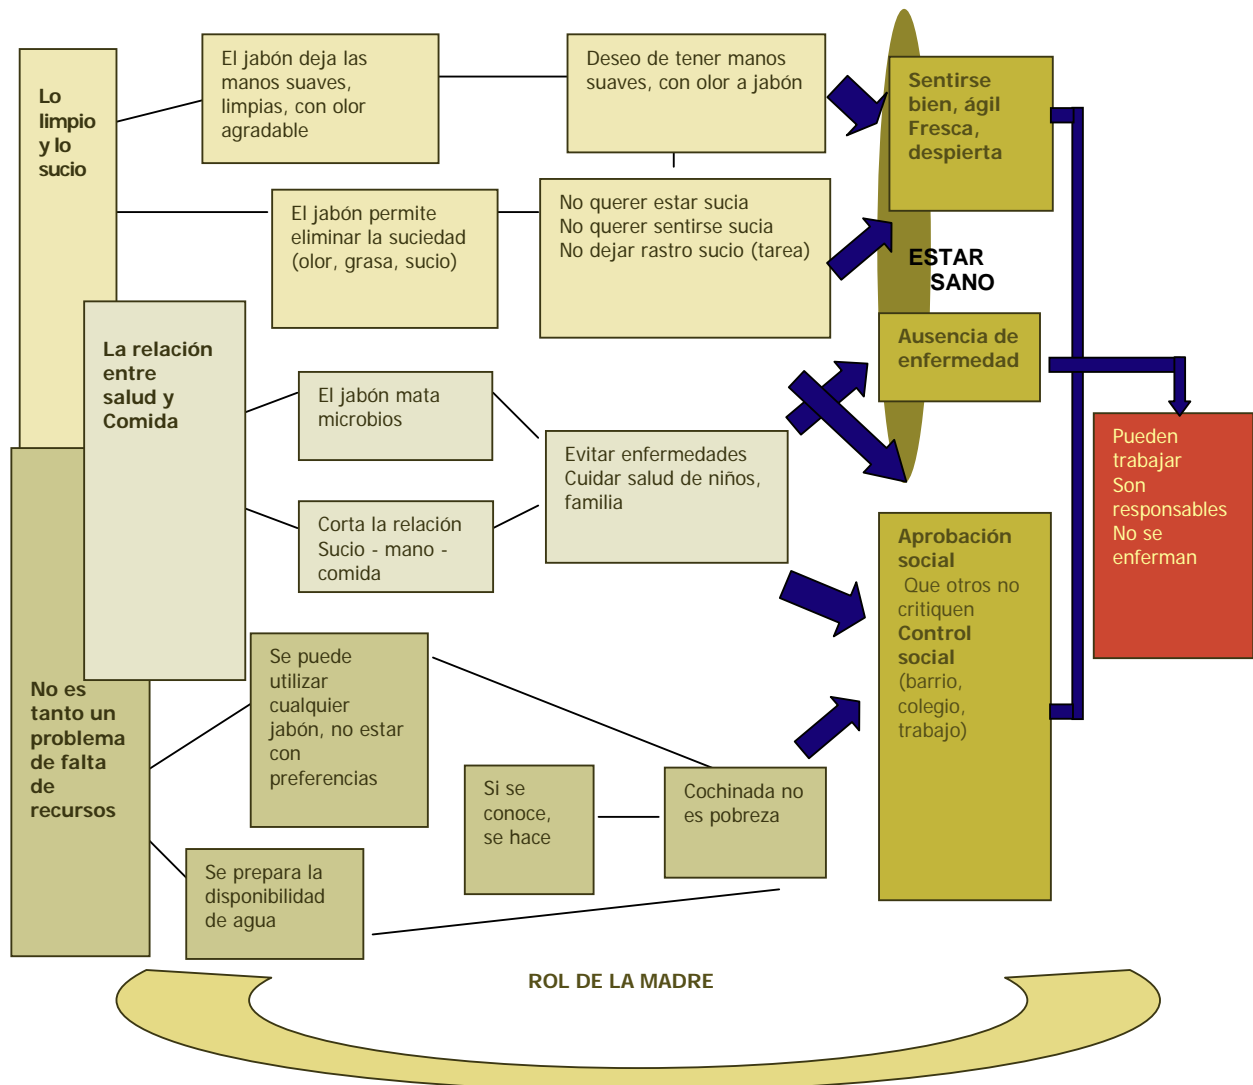 Lo
limpio
y lo
sucio
El jabón deja las
manos suaves,
limpias, con olor
agradable
Deseo de tener manos
suaves, con olor a jabón
Sentirse
bien, ágil
Fresca,
despierta
El jabón permite
eliminar la suciedad
(olor, grasa, sucio)
No querer estar sucia
No querer sentirse sucia
No dejar rastro sucio (tarea)
ESTAR
SANO
La relación
entre
salud y
Comida
El jabón mata
microbios
Corta la relación
Sucio - mano -
comida
Evitar enfermedades
Cuidar salud de niños,
familia
Ausencia de
enfermedad
Pueden
trabajar
Son
responsables
No se
enferman
Aprobación
social
Que otros no
critiquen
Control
social
(barrio,
colegio,
trabajo)
No es
tanto un
problema
de falta
de
recursos
Se puede
utilizar
cualquier
jabón, no estar
con
preferencias
Si se
conoce,
se hace
Cochinada no
es pobreza
Se prepara la
disponibilidad
de agua
ROL DE LA MADRE